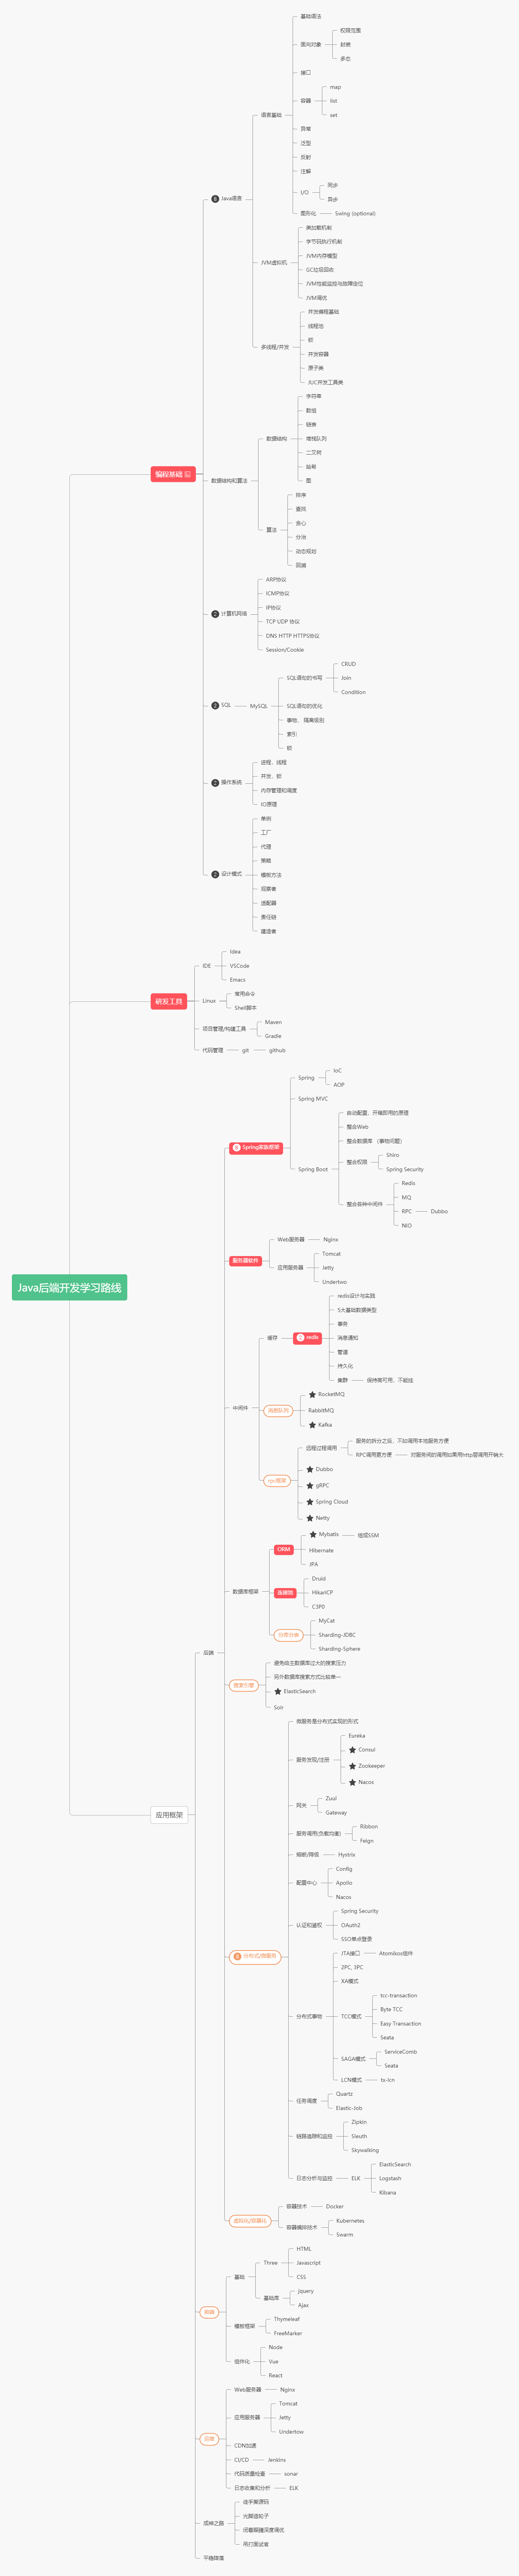 Java后端开发学习路线
编程基础
Java语言
语言基础
基础语法
面向对象
权限范围
封装
多态
接口
容器
map
list
set
异常
泛型
反射
注解
I/O
同步
异步
图形化
Swing (optional)
JVM虚拟机
类加载机制
字节码执行机制
JVM内存模型
GC垃圾回收
JVM性能监控与故障定位
JVM调优
多线程/并发
并发编程基础
线程池
锁
并发容器
原子类
JUC并发工具类
数据结构和算法
数据结构
字符串
数组
链表
堆栈队列
二叉树
哈希
图
算法
排序
查找
贪心
分治
动态规划
回溯
计算机网络
ARP协议
ICMP协议
IP协议
TCP UDP 协议
DNS HTTP HTTPS协议
Session/Cookie
SQL
MySQL
SQL语句的书写
CRUD
Join
Condition
SQL语句的优化
事物、 隔离级别
索引
锁
操作系统
进程、线程
并发、锁
内存管理和调度
IO原理
设计模式
单例
工厂
代理
策略
模板方法
观察者
适配器
责任链
建造者
研发工具
IDE
Idea
VSCode
Emacs
Linux
常用命令
Shell脚本
项目管理/构建工具
Maven
Gradle
代码管理
git
github
应用框架
后端
Spring家族框架
Spring
IoC
AOP
Spring MVC
Spring Boot
自动配置、开箱即用的原理
整合Web
整合数据库 （事物问题）
整合权限
Shiro
Spring Security
整合各种中间件
Redis
MQ
RPC
Dubbo
NIO
服务器软件
Web服务器
Nginx
应用服务器
Tomcat
Jetty
Undertwo
中间件
缓存
redis
redis设计与实践
5大基础数据类型
事务
消息通知
管道
持久化
集群
保持高可用、不能挂
消息队列
RocketMQ
RabbitMQ
Kafka
rpc框架
远程过程调用
服务的拆分之后，不如调用本地服务方便
RPC调用更方便
对服务间的调用如果用http层调用开销大
Dubbo
gRPC
Spring Cloud
Netty
数据库框架
ORM
Mybatis
组成SSM
Hibernate
JPA
连接池
Druid
HikariCP
C3P0
分库分表
MyCat
Sharding-JDBC
Sharding-Sphere
搜索引擎
避免给主数据库过大的搜索压力
另外数据库搜索方式比较单一
ElasticSearch
Solr
分布式/微服务
微服务是分布式实现的形式
服务发现/注册
Eureka
Consul
Zookeeper
Nacos
网关
Zuul
Gateway
服务调用(负载均衡)
Ribbon
Feign
熔断/降级
Hystrix
配置中心
Config
Apollo
Nacos
认证和鉴权
Spring Security
OAuth2
SSO单点登录
分布式事物
JTA接口
Atomikos组件
2PC, 3PC
XA模式
TCC模式
tcc-transaction
Byte TCC
Easy Transaction
Seata
SAGA模式
ServiceComb
Seata
LCN模式
tx-lcn
任务调度
Quartz
Elastic-Job
链路追踪和监控
Zipkin
Sleuth
Skywalking
日志分析与监控
ELK
ElasticSearch
Logstash
Kibana
虚拟化/容器化
容器技术
Docker
容器编排技术
Kubernetes
Swarm
前端
基础
Three
HTML
Javascript
CSS
基础库
Jquery
Ajax
模板框架
Thymeleaf
FreeMarker
组件化
Node
Vue
React
运维
Web服务器
Nginx
应用服务器
Tomcat
Jetty
Undertow
CDN加速
CI/CD
Jenkins
代码质量检查
sonar
日志收集和分析
ELK
成神之路
徒手撕源码
光脚造轮子
闭着眼睛深度调优
吊打面试官
平稳降落